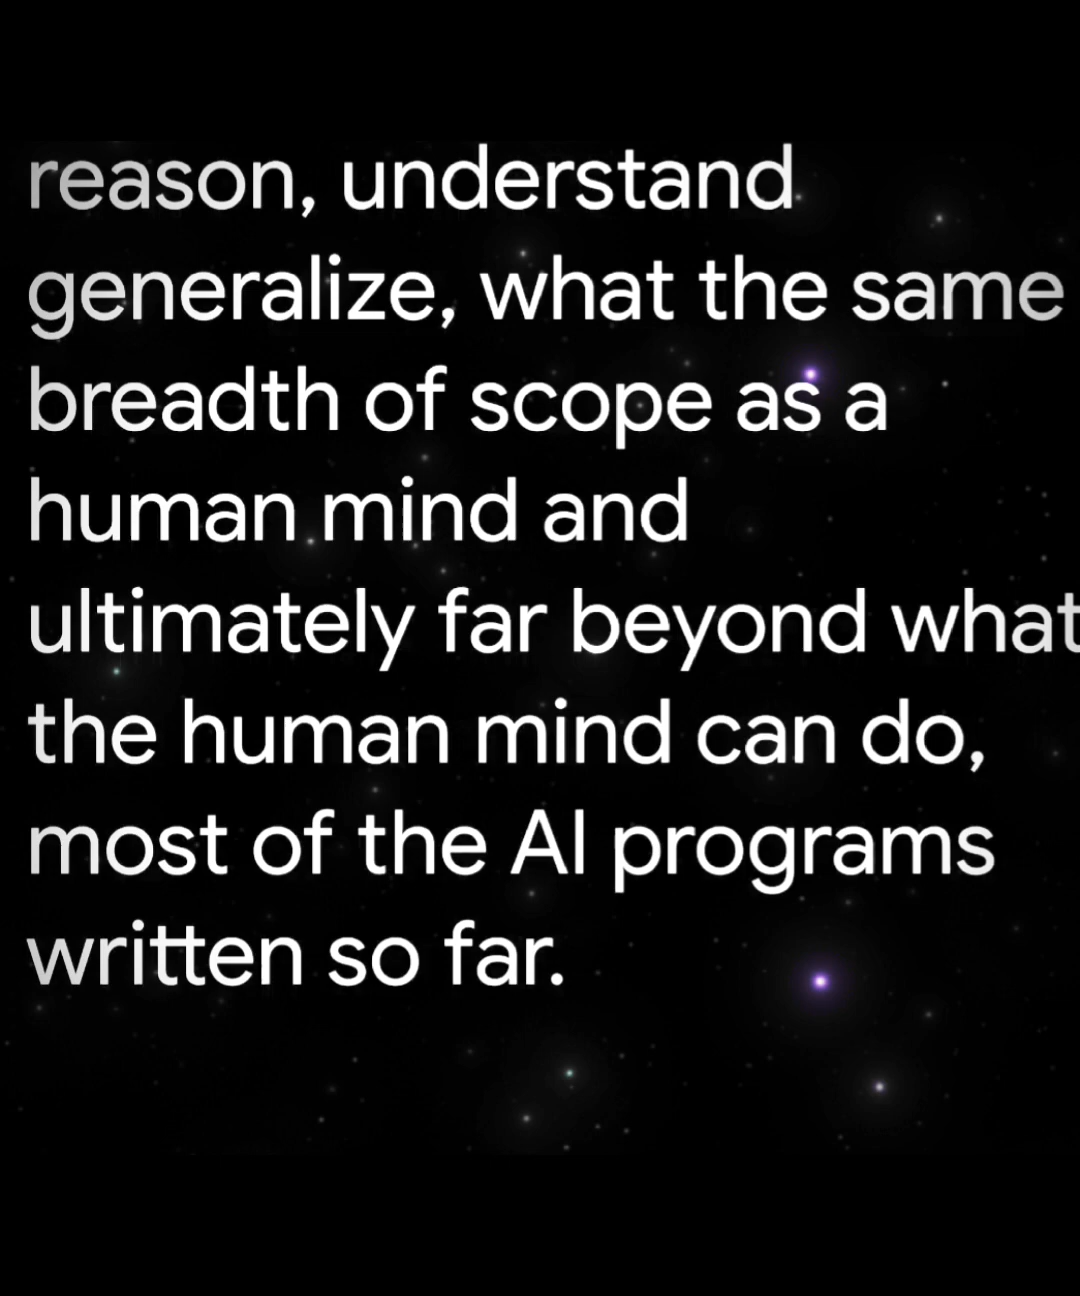 reason, understand
generalize, what the same
breadth of scope as a
human mind and
ultimately far beyond what
the human mind can do,
most of the AI programs
written so far.